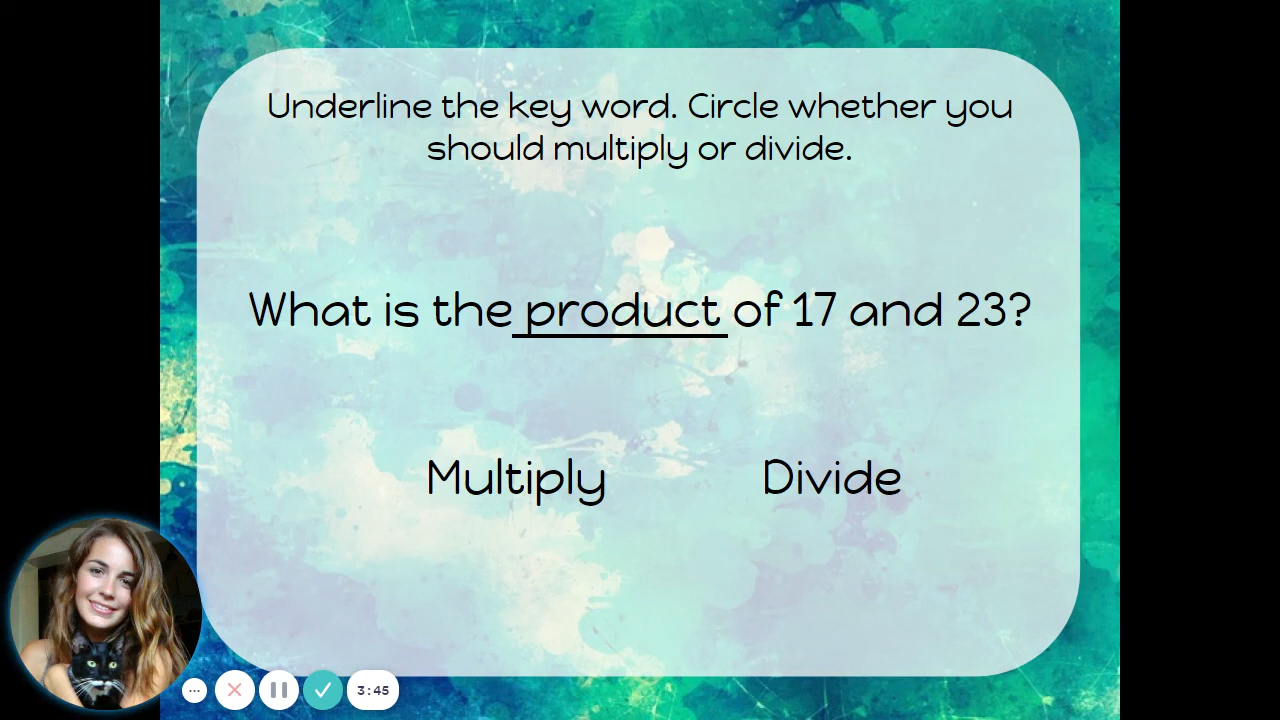 Underline the key word. Circle whether you
should multiply or divide.
What is the product of 17 and 23?
Multiply Divide
3:45